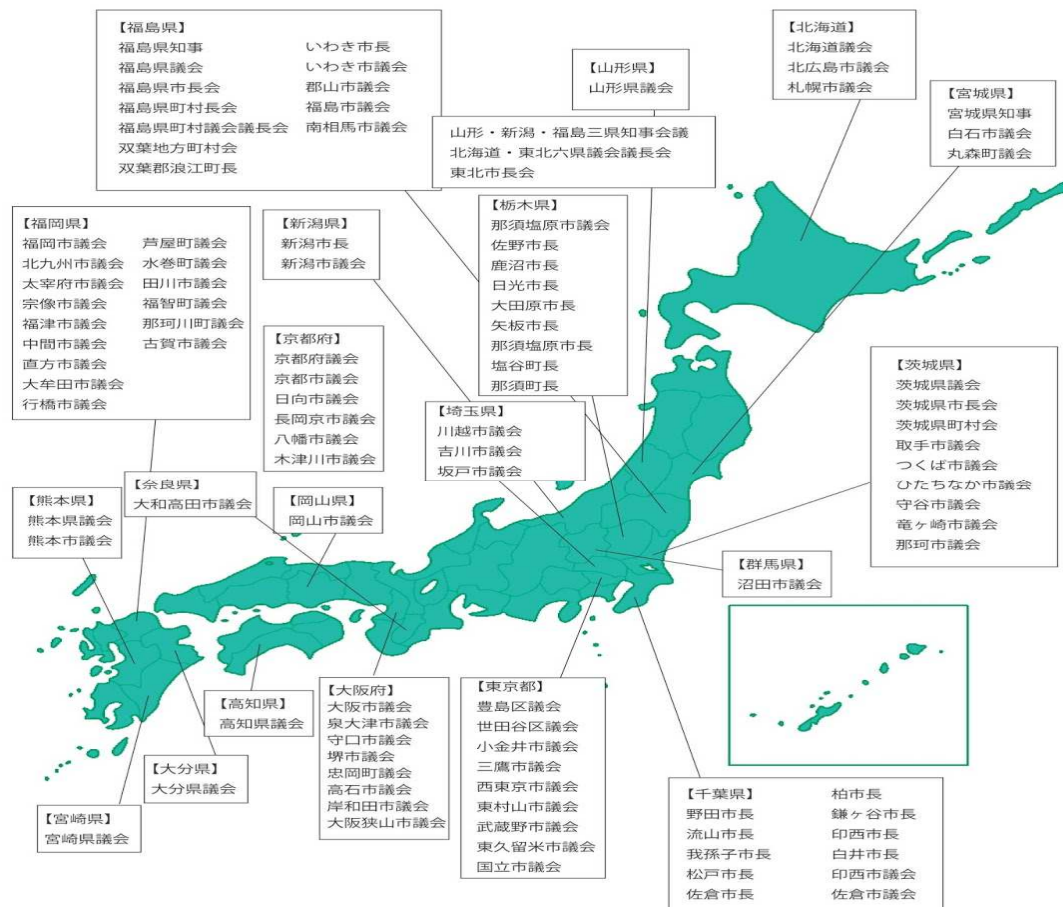 【福島県】
福島県知事
福島県議会
福島県市長会
福島県町村長会
福島県町村議会議長会
双葉地方町村会
双葉郡浪江町長
いわき市長
いわき市議会
郡山市議会
福島市議会
南相馬市議会
【山形県】
山形県議会
【北海道】
北海道議会
北広島市議会
札幌市議会
【宮城県】
宮城県知事
白石市議会
丸森町議会
山形・新潟・福島三県知事会議
北海道・東北六県議会議長会
東北市長会
【福岡県】
福岡市議会
北九州市議会
太宰府市議会
宗像市議会
福津市議会
中間市議会
直方市議会
大牟田市議会
行橋市議会
芦屋町議会
水巻町議会
田川市議会
福智町議会
那珂川町議会
古賀市議会
【新潟県】
新潟市長
新潟市議会
【栃木県】
那須塩原市議会
佐野市長
鹿沼市長
日光市長
大田原市長
矢板市長
那須塩原市長
塩谷町長
那須町長
【京都府】
京都府議会
京都市議会
日向市議会
長岡京市議会
八幡市議会
木津川市議会
【茨城県】
茨城県議会
茨城県市長会
茨城県町村会
取手市議会
つくば市議会
ひたちなか市議会
守谷市議会
竜ヶ崎市議会
那珂市議会
【埼玉県】
川越市議会
吉川市議会
坂戸市議会
【奈良県】
大和高田市議会
【岡山県】
岡山市議会
【熊本県】
熊本県議会
熊本市議会
【群馬県】
沼田市議会
【高知県】
高知県議会
【大阪府】
大阪市議会
泉大津市議会
守口市議会
堺市議会
忠岡町議会
高石市議会
岸和田市議会
大阪狭山市議会
【東京都】
豊島区議会
世田谷区議会
小金井市議会
三鷹市議会
西東京市議会
東村山市議会
武蔵野市議会
東久留米市議会
国立市議会
【大分県】
大分県議会
【宮崎県】
宮崎県議会
【千葉県】
野田市長
流山市長
我孫子市長
松戸市長
佐倉市長
柏市長
鎌ヶ谷市長
印西市長
白井市長
印西市議会
佐倉市議会